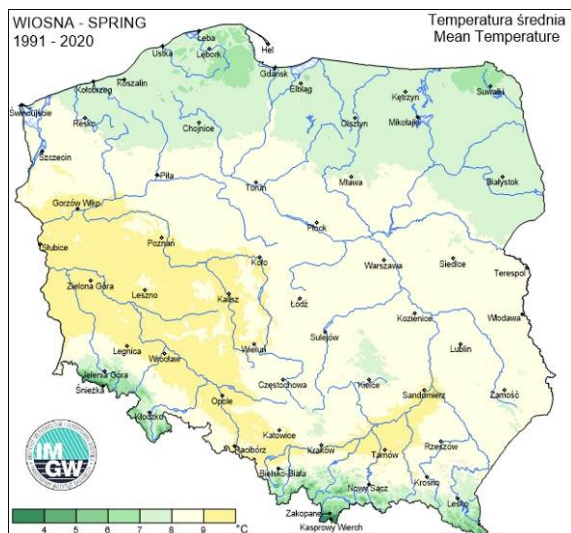 WIOSNA - SPRING
1991 - 2020
Temperatura średnia
Mean Temperature
Łeba
Hel
Ustka
Lębork
Gdańsk
Koszalin
Kołobrzeg
Elbląg
Kętrzyn
Suwałki
Świnoujście
Resko
Chojnice
Olsztyn
Mikołajki
Szczecin
Piła
Toruń
Mława
Białystok
Gorzów Wlkp.
Płock
Słubice
Poznań
Koło
Warszawa
Siedlce
Terespol
Zielona Góra
Leszno
Kalisz
Łódź
Kozienice
Włodawa
Legnica
Wrocław
Wieluń
Sulejów
Lublin
Jelenia Góra
Śnieżka
Częstochowa
Kielce
Sandomierz
Zamość
Kłodzko
Opole
Katowice
Racibórz
Kraków
Tarnów
Rzeszów
Bielsko-Biała
Nowy Sącz
Krosno
Lesko
Zakopane
Kasprowy Wierch
IM
GW
4 5 6 7 8 9 °C